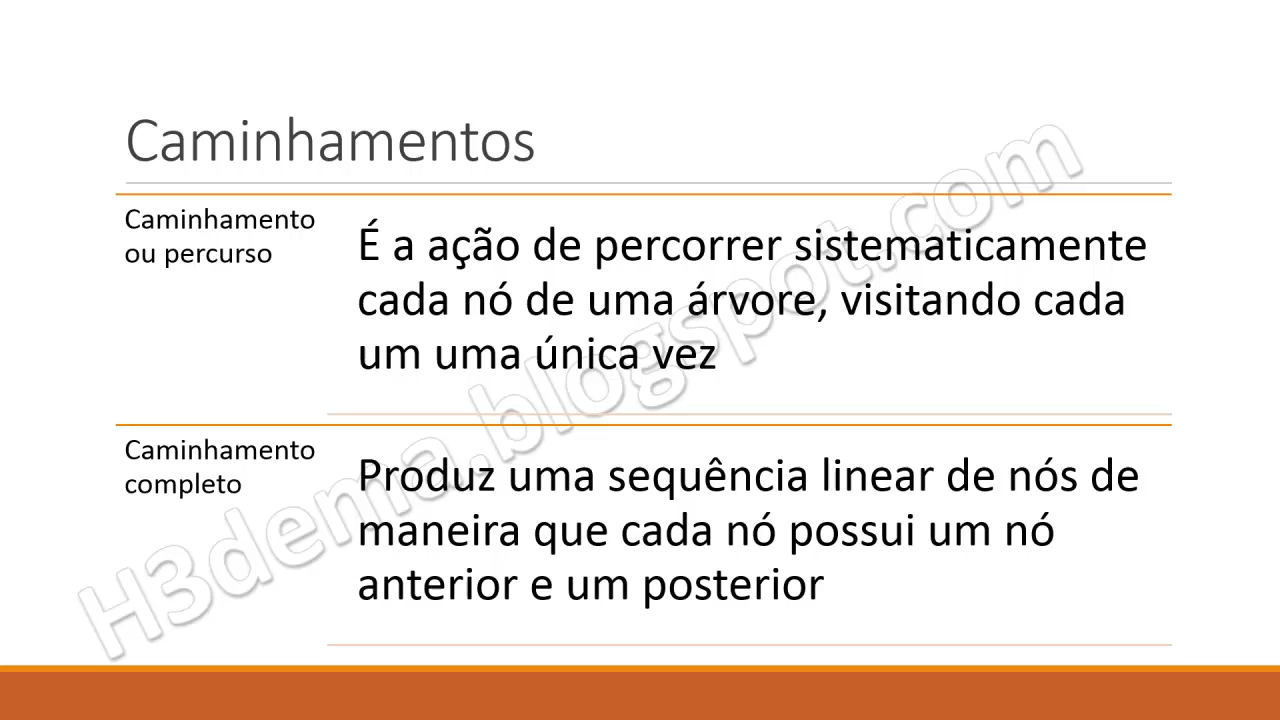 Caminhamentos
Caminhamento
ou percurso
É a ação de percorrer sistematicamente
cada nó de uma árvore, visitando cada
um uma única vez
Caminhamento
completo
Produz uma sequência linear de nós de
maneira que cada nó possui um nó
anterior e um posterior
H3dema.blogspot.com